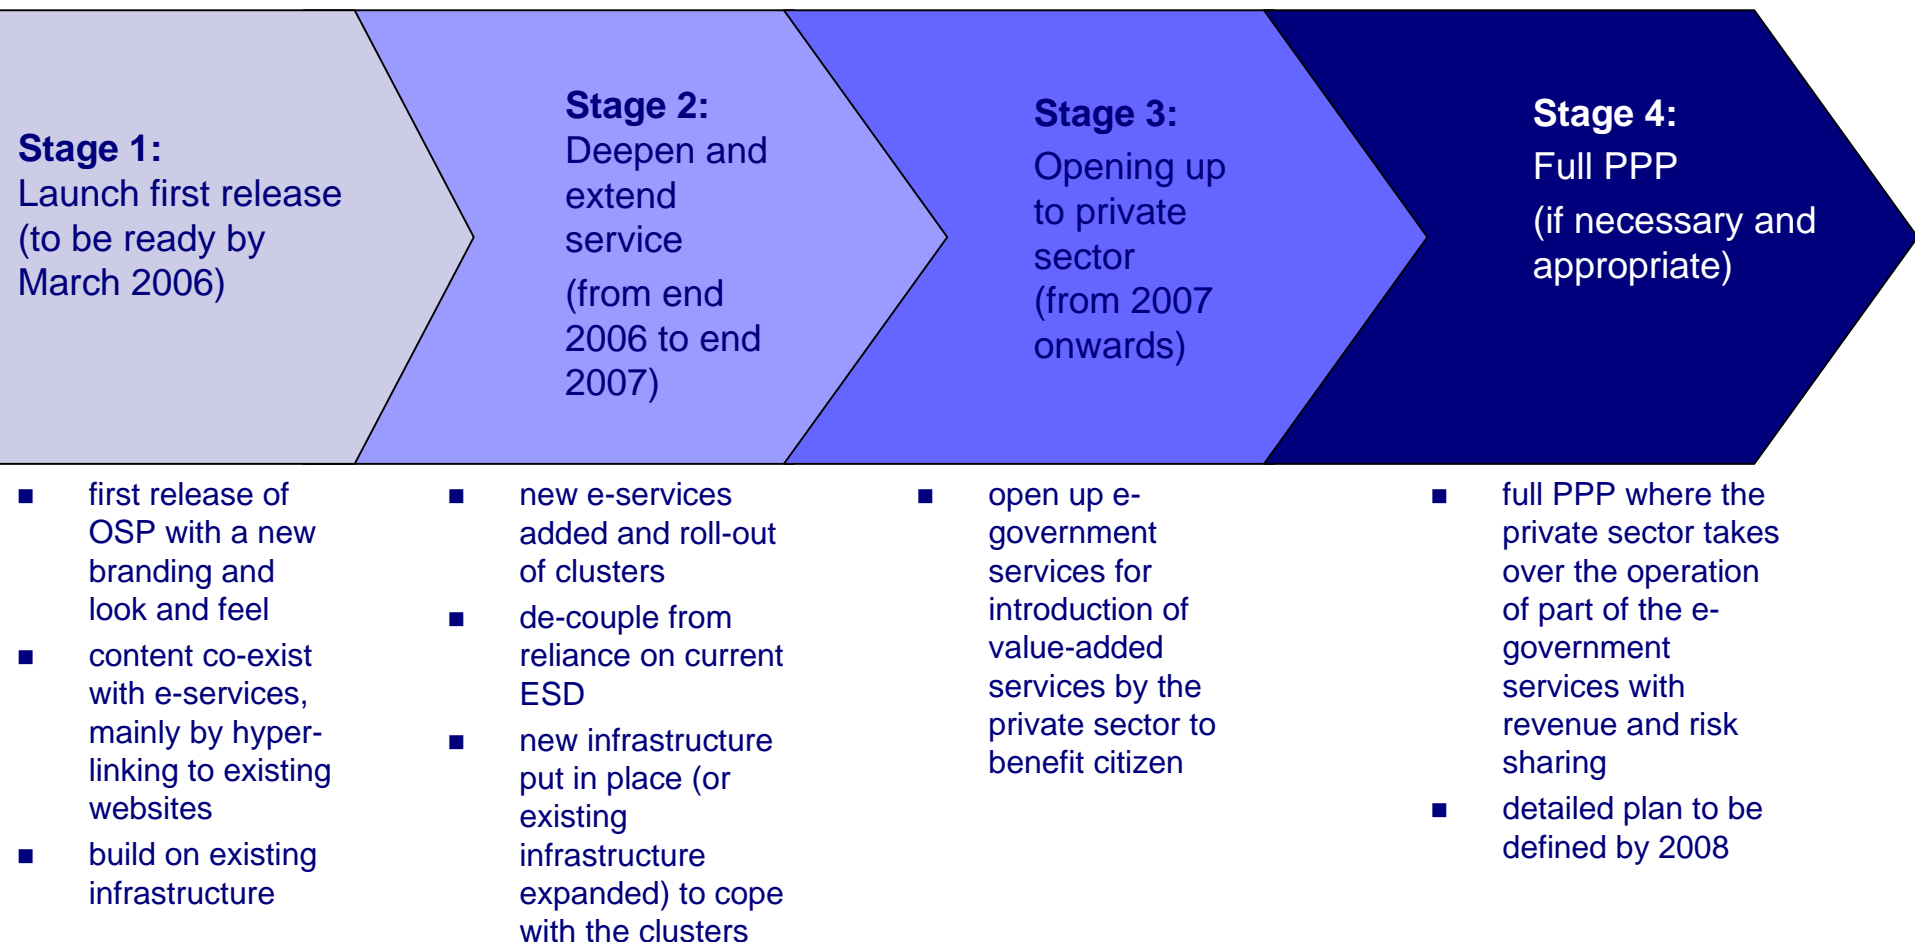 Stage 1:
Launch first release
(to be ready by
March 2006)
Stage 2:
Deepen and
extend
service
(from end
2006 to end
2007)
Stage 3:
Opening up
to private
sector
(from 2007
onwards)
Stage 4:
Full PPP
(if necessary and
appropriate)
■ first release of
OSP with a new
branding and
look and feel
■ content co-exist
with e-services,
mainly by hyper-
linking to existing
websites
■ build on existing
infrastructure
■ new e-services
added and roll-out
of clusters
■ de-couple from
reliance on current
ESD
■ new infrastructure
put in place (or
existing
infrastructure
expanded) to cope
with the clusters
■ open up e-
government
services for
introduction of
value-added
services by the
private sector to
benefit citizen
■ full PPP where the
private sector takes
over the operation
of part of the e-
government
services with
revenue and risk
sharing
■ detailed plan to be
defined by 2008